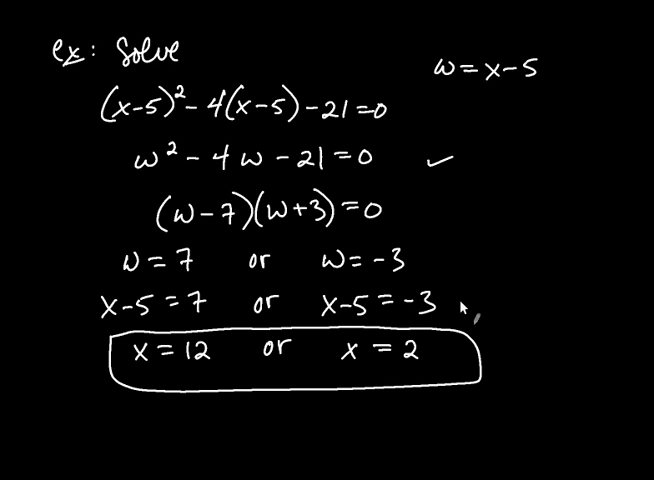 ex: Solve
w = x - 5
(x-5)² - 4(x-5) - 21 = 0
w² - 4w - 21 = 0 ✓
(w - 7)(w + 3) = 0
w = 7 or w = -3
x - 5 = 7 or x - 5 = -3
x = 12 or x = 2